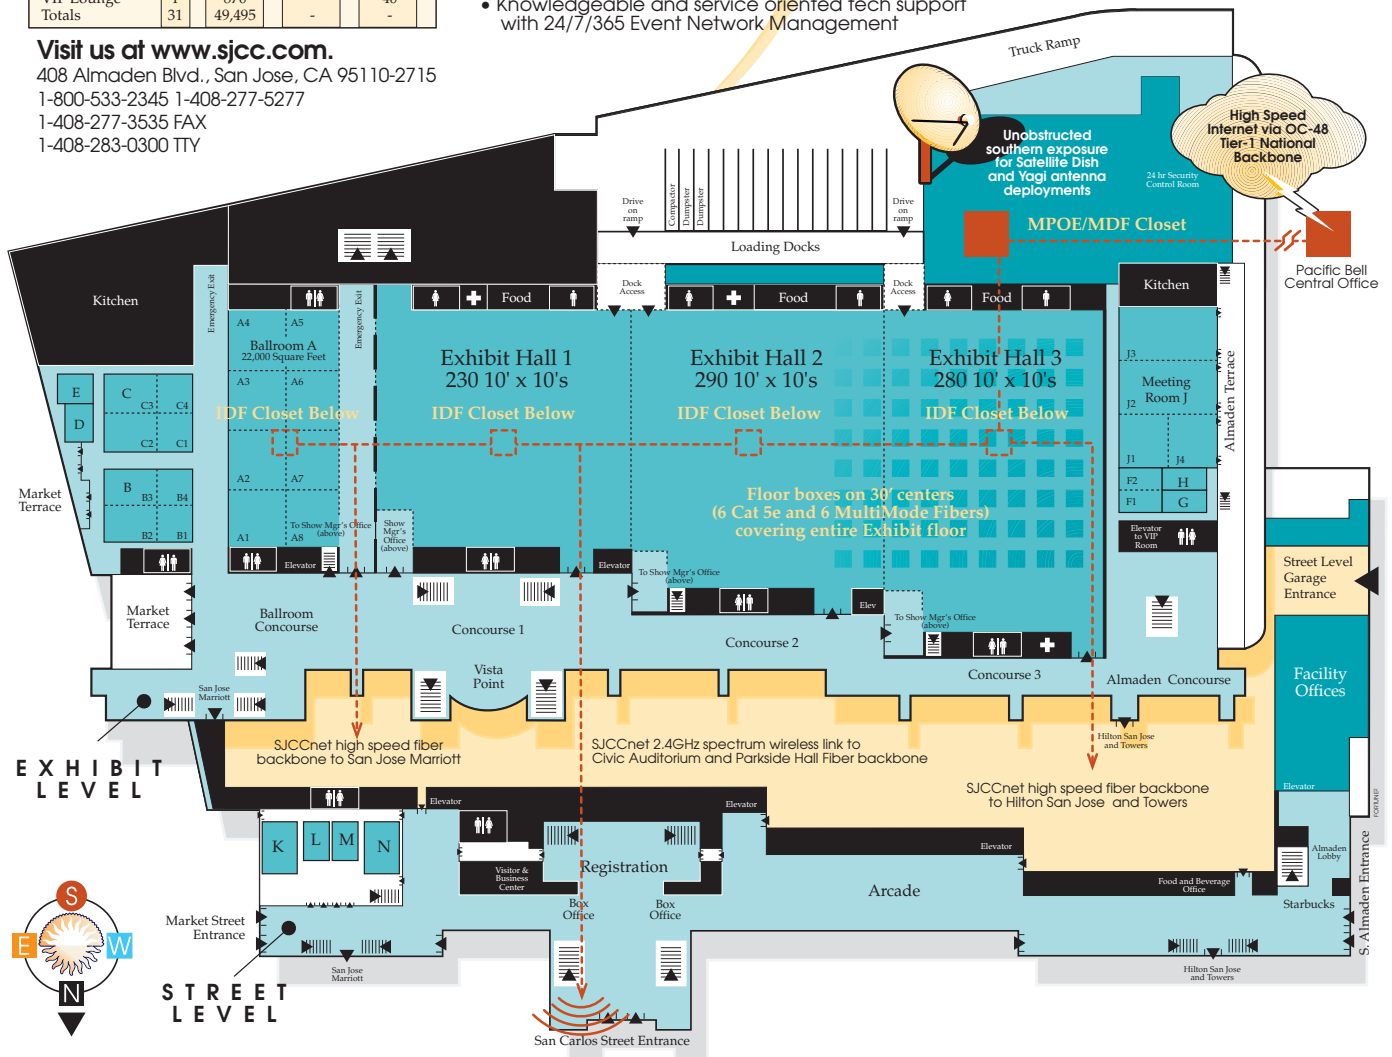 VIP Lounge 1 870 - 40
Totals 31 49,495 - -
• Knowledgeable and service oriented tech support
with 24/7/365 Event Network Management
Visit us at www.sjcc.com.
408 Almaden Blvd., San Jose, CA 95110-2715
1-800-533-2345 1-408-277-5277
1-408-277-3535 FAX
1-408-283-0300 TTY
Truck Ramp
High Speed
Internet via OC-48
Tier-1 National
Backbone
Unobstructed
southern exposure
for Satellite Dish
and Yagi antenna
deployments
24 hr Security
Control Room
MPOE/MDF Closet
Pacific Bell
Central Office
Drive
on
ramp
Compactor
Dumpster
Dumpster
Drive
on
ramp
Loading Docks
Dock
Access
Dock
Access
Kitchen
Emergency Exit
Emergency Exit
Food
Food
Food
Kitchen
A4 A5
Ballroom A
22,000 Square Feet
A3 A6
A2 A7
A1 A8
Exhibit Hall 1
230 10' x 10's
Exhibit Hall 2
290 10' x 10's
Exhibit Hall 3
280 10' x 10's
IDF Closet Below
IDF Closet Below
IDF Closet Below
IDF Closet Below
J3
Meeting
Room J
J2
J1 J4
F2 H
F1 G
Almaden Terrace
E
D
C
C3 C4
C2 C1
B
B3 B4
B2 B1
Market
Terrace
Floor boxes on 30' centers
(6 Cat 5e and 6 MultiMode Fibers)
covering entire Exhibit floor
To Show Mgr's Office
(above)
Show
Mgr's
Office
(above)
Elevator
Elevator
To Show Mgr's Office
(above)
Elev
To Show Mgr's Office
(above)
Elevator
to VIP
Room
Street Level
Garage
Entrance
Market
Terrace
Ballroom
Concourse
Concourse 1
Concourse 2
Concourse 3
Almaden Concourse
Vista
Point
San Jose
Marriott
Facility
Offices
EXHIBIT
LEVEL
SJCCnet high speed fiber
backbone to San Jose Marriott
SJCCnet 2.4GHz spectrum wireless link to
Civic Auditorium and Parkside Hall Fiber backbone
Hilton San Jose
and Towers
SJCCnet high speed fiber backbone
to Hilton San Jose and Towers
Elevator
FORTUNE7
Elevator
Elevator
Elevator
K
L
M
N
Visitor &
Business
Center
Registration
Box
Office
Box
Office
Arcade
Food and Beverage
Office
Almaden
Lobby
Starbucks
S. Almaden Entrance
Market Street
Entrance
San Jose
Marriott
Hilton San Jose
and Towers
STREET
LEVEL
San Carlos Street Entrance
S
E
W
N